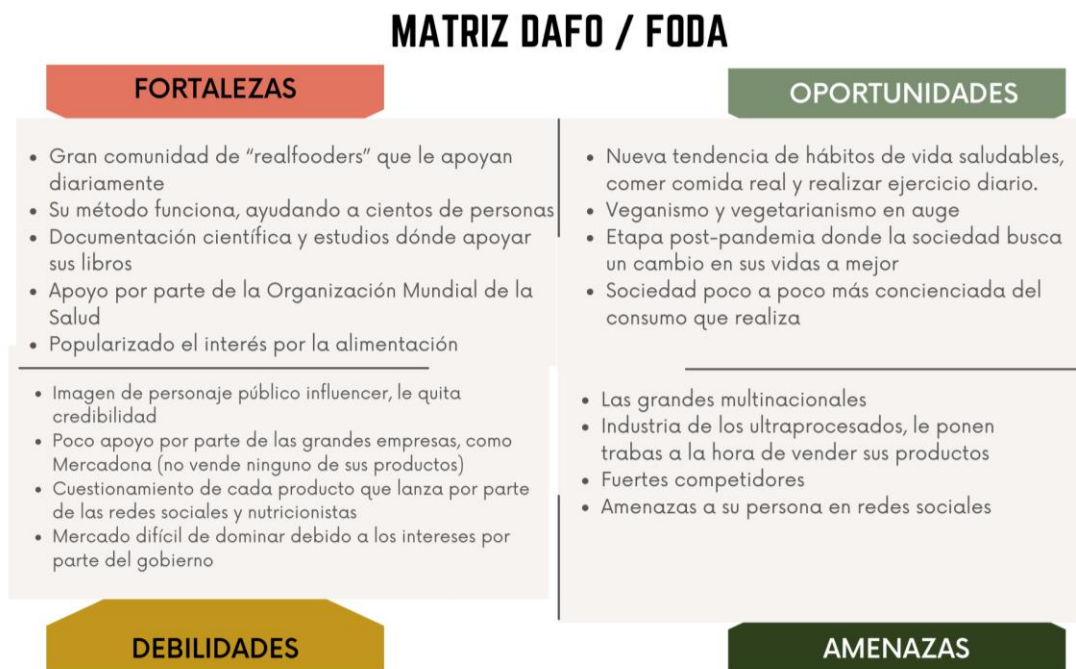 MATRIZ DAFO / FODA
FORTALEZAS
• Gran comunidad de “realfooders” que le apoyan
diariamente
• Su método funciona, ayudando a cientos de personas
• Documentación científica y estudios dónde apoyar
sus libros
• Apoyo por parte de la Organización Mundial de la
Salud
• Popularizado el interés por la alimentación
OPORTUNIDADES
• Nueva tendencia de hábitos de vida saludables,
comer comida real y realizar ejercicio diario.
• Veganismo y vegetarianismo en auge
• Etapa post-pandemia donde la sociedad busca
un cambio en sus vidas a mejor
• Sociedad poco a poco más concienciada del
consumo que realiza
• Imagen de personaje público influencer, le quita
credibilidad
• Poco apoyo por parte de las grandes empresas, como
Mercadona (no vende ninguno de sus productos)
• Cuestionamiento de cada producto que lanza por parte
de las redes sociales y nutricionistas
• Mercado difícil de dominar debido a los intereses por
parte del gobierno
DEBILIDADES
• Las grandes multinacionales
• Industria de los ultraprocesados, le ponen
trabas a la hora de vender sus productos
• Fuertes competidores
• Amenazas a su persona en redes sociales
AMENAZAS